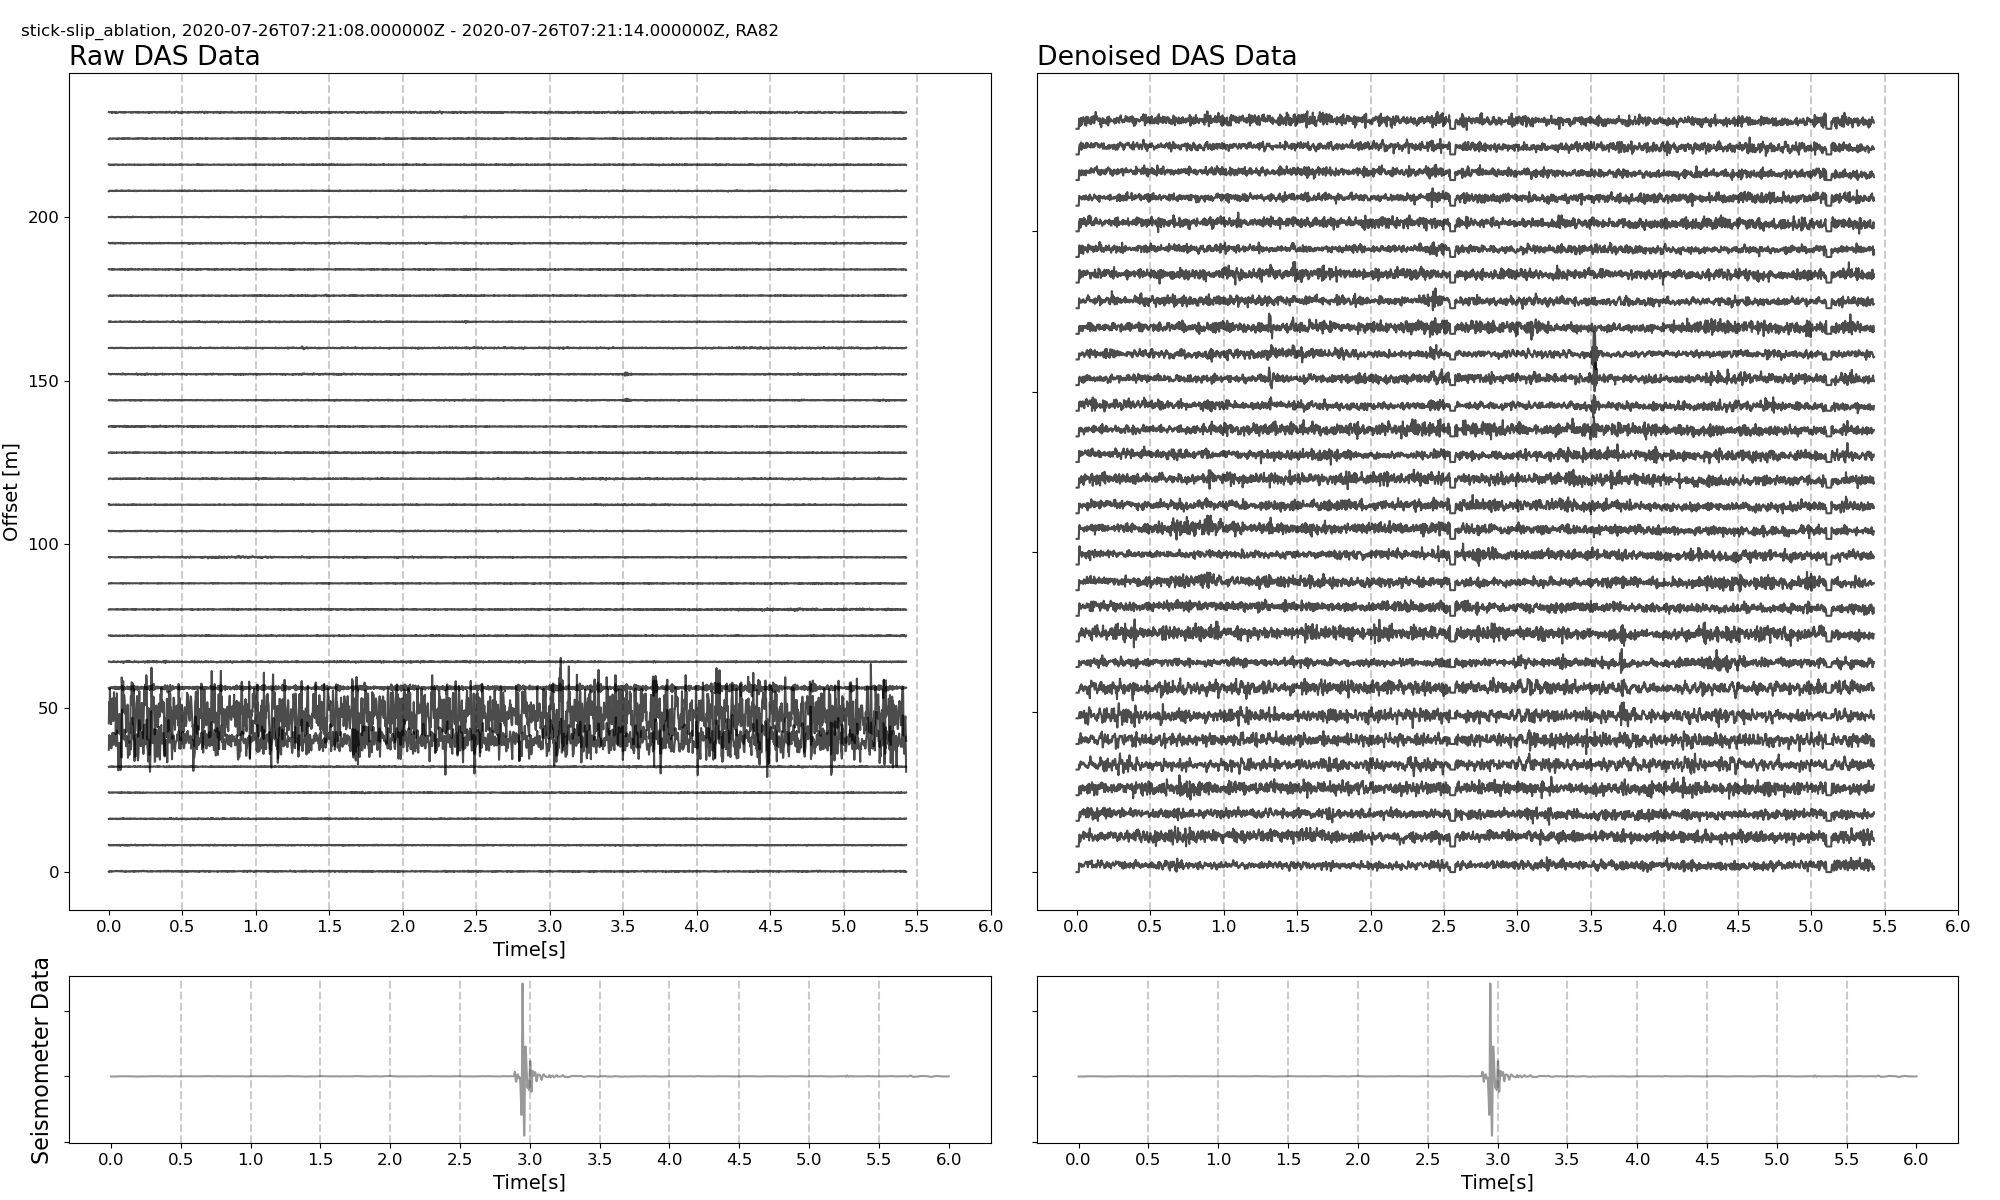 stick-slip_ablation, 2020-07-26T07:21:08.000000Z - 2020-07-26T07:21:14.000000Z, RA82
Raw DAS Data
Denoised DAS Data
Offset [m]
200
150
100
50
0
0.0 0.5 1.0 1.5 2.0 2.5 3.0 3.5 4.0 4.5 5.0 5.5 6.0
Time[s]
0.0 0.5 1.0 1.5 2.0 2.5 3.0 3.5 4.0 4.5 5.0 5.5 6.0
Seismometer Data
0.0 0.5 1.0 1.5 2.0 2.5 3.0 3.5 4.0 4.5 5.0 5.5 6.0
Time[s]
0.0 0.5 1.0 1.5 2.0 2.5 3.0 3.5 4.0 4.5 5.0 5.5 6.0
Time[s]